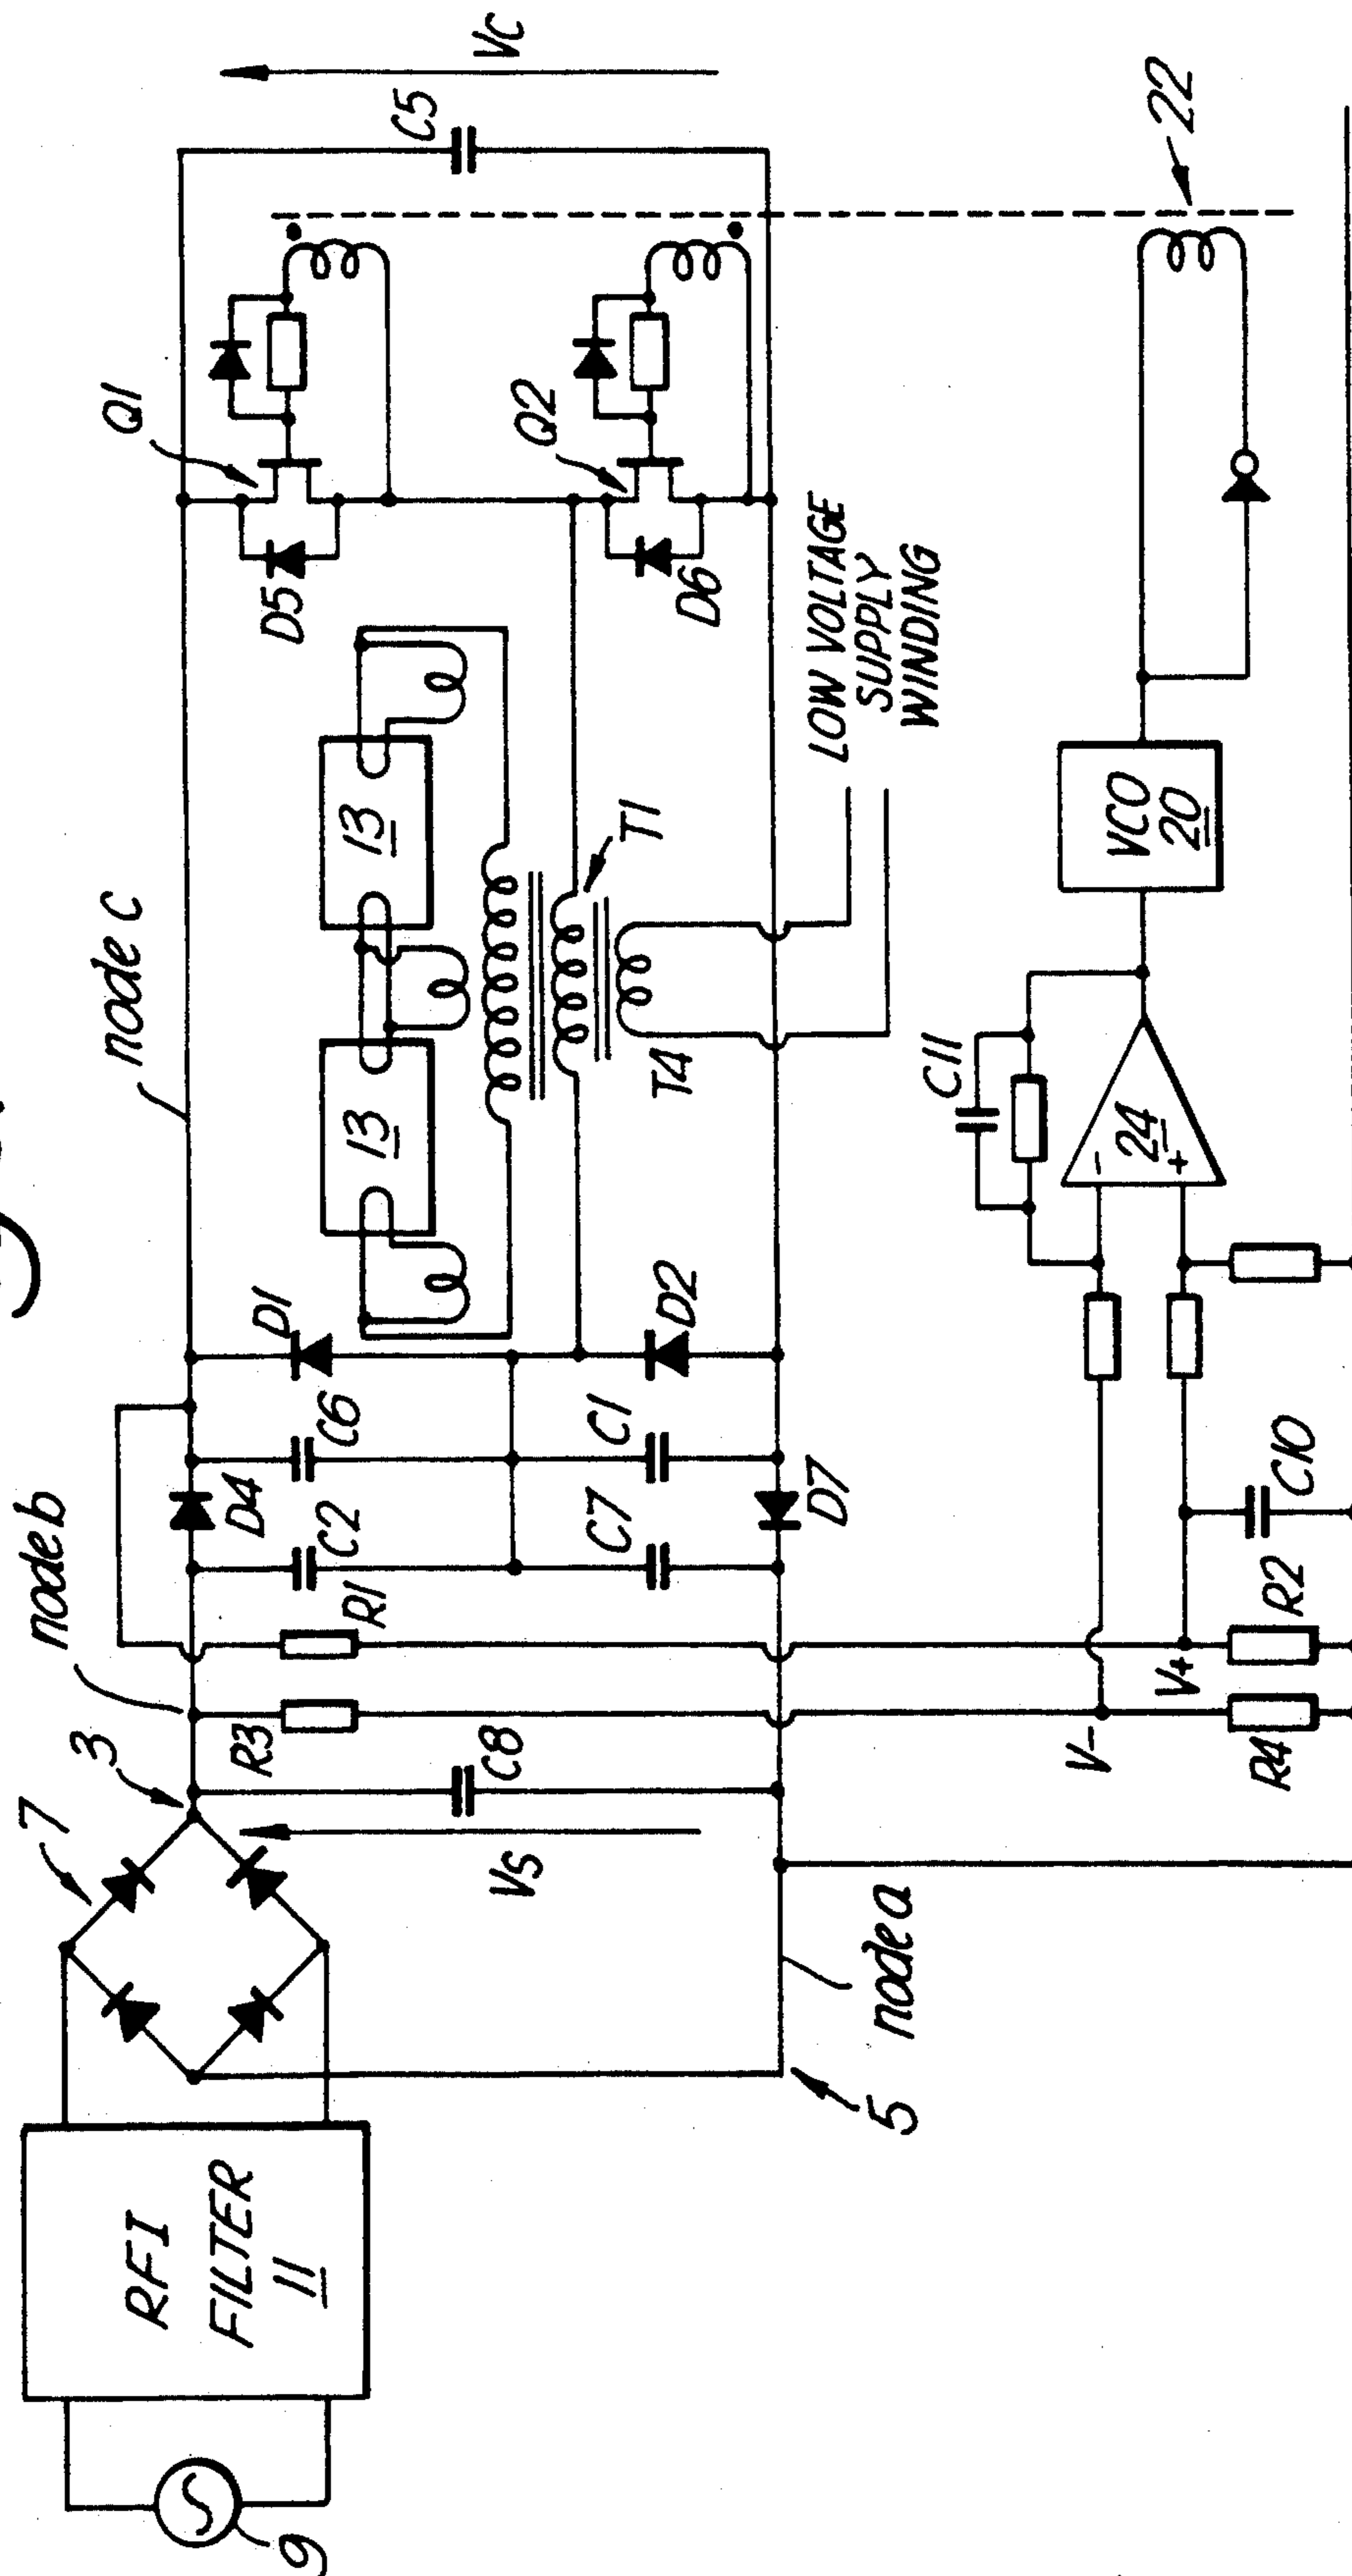 node b
node c
7
3
Q1
D5
C5
Vc
RFI
FILTER
11
9
Vs
C8
R3
R1
C2
D4
C6
D1
13
13
Q2
D6
C7
C1
D2
D7
T1
T4
LOW VOLTAGE
SUPPLY
WINDING
5
node a
22
V-
V+
R4
R2
C10
C11
-
+
24
VCO
20